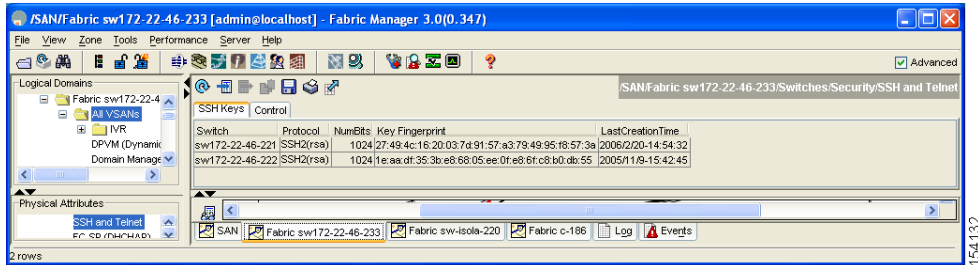 /SAN/Fabric sw172-22-46-233 [admin@localhost] - Fabric Manager 3.0(0.347)
File View Zone Tools Performance Server Help
Advanced
Logical Domains
Fabric sw172-22-4
All VSANs
IVR
DPVM (Dynamic
Domain Manage
/SAN/Fabric sw172-22-46-233/Switches/Security/SSH and Telnet
SSH Keys Control
Switch Protocol NumBits Key Fingerprint LastCreationTime
sw172-22-46-221 SSH2(rsa) 1024 27:49:4c:16:20:03:7d:91:57:a3:79:49:95:f8:57:3a 2006/2/20-14:54:32
sw172-22-46-222 SSH2(rsa) 1024 1e:aa:df:35:3b:e8:68:05:ee:0f:e8:6f:c8:b0:db:55 2005/11/9-15:42:45
Physical Attributes
SSH and Telnet
FC-SP (DHCHAP)
SAN Fabric sw172-22-46-233 Fabric sw-isola-220 Fabric c-186 Log Events
2 rows
154132